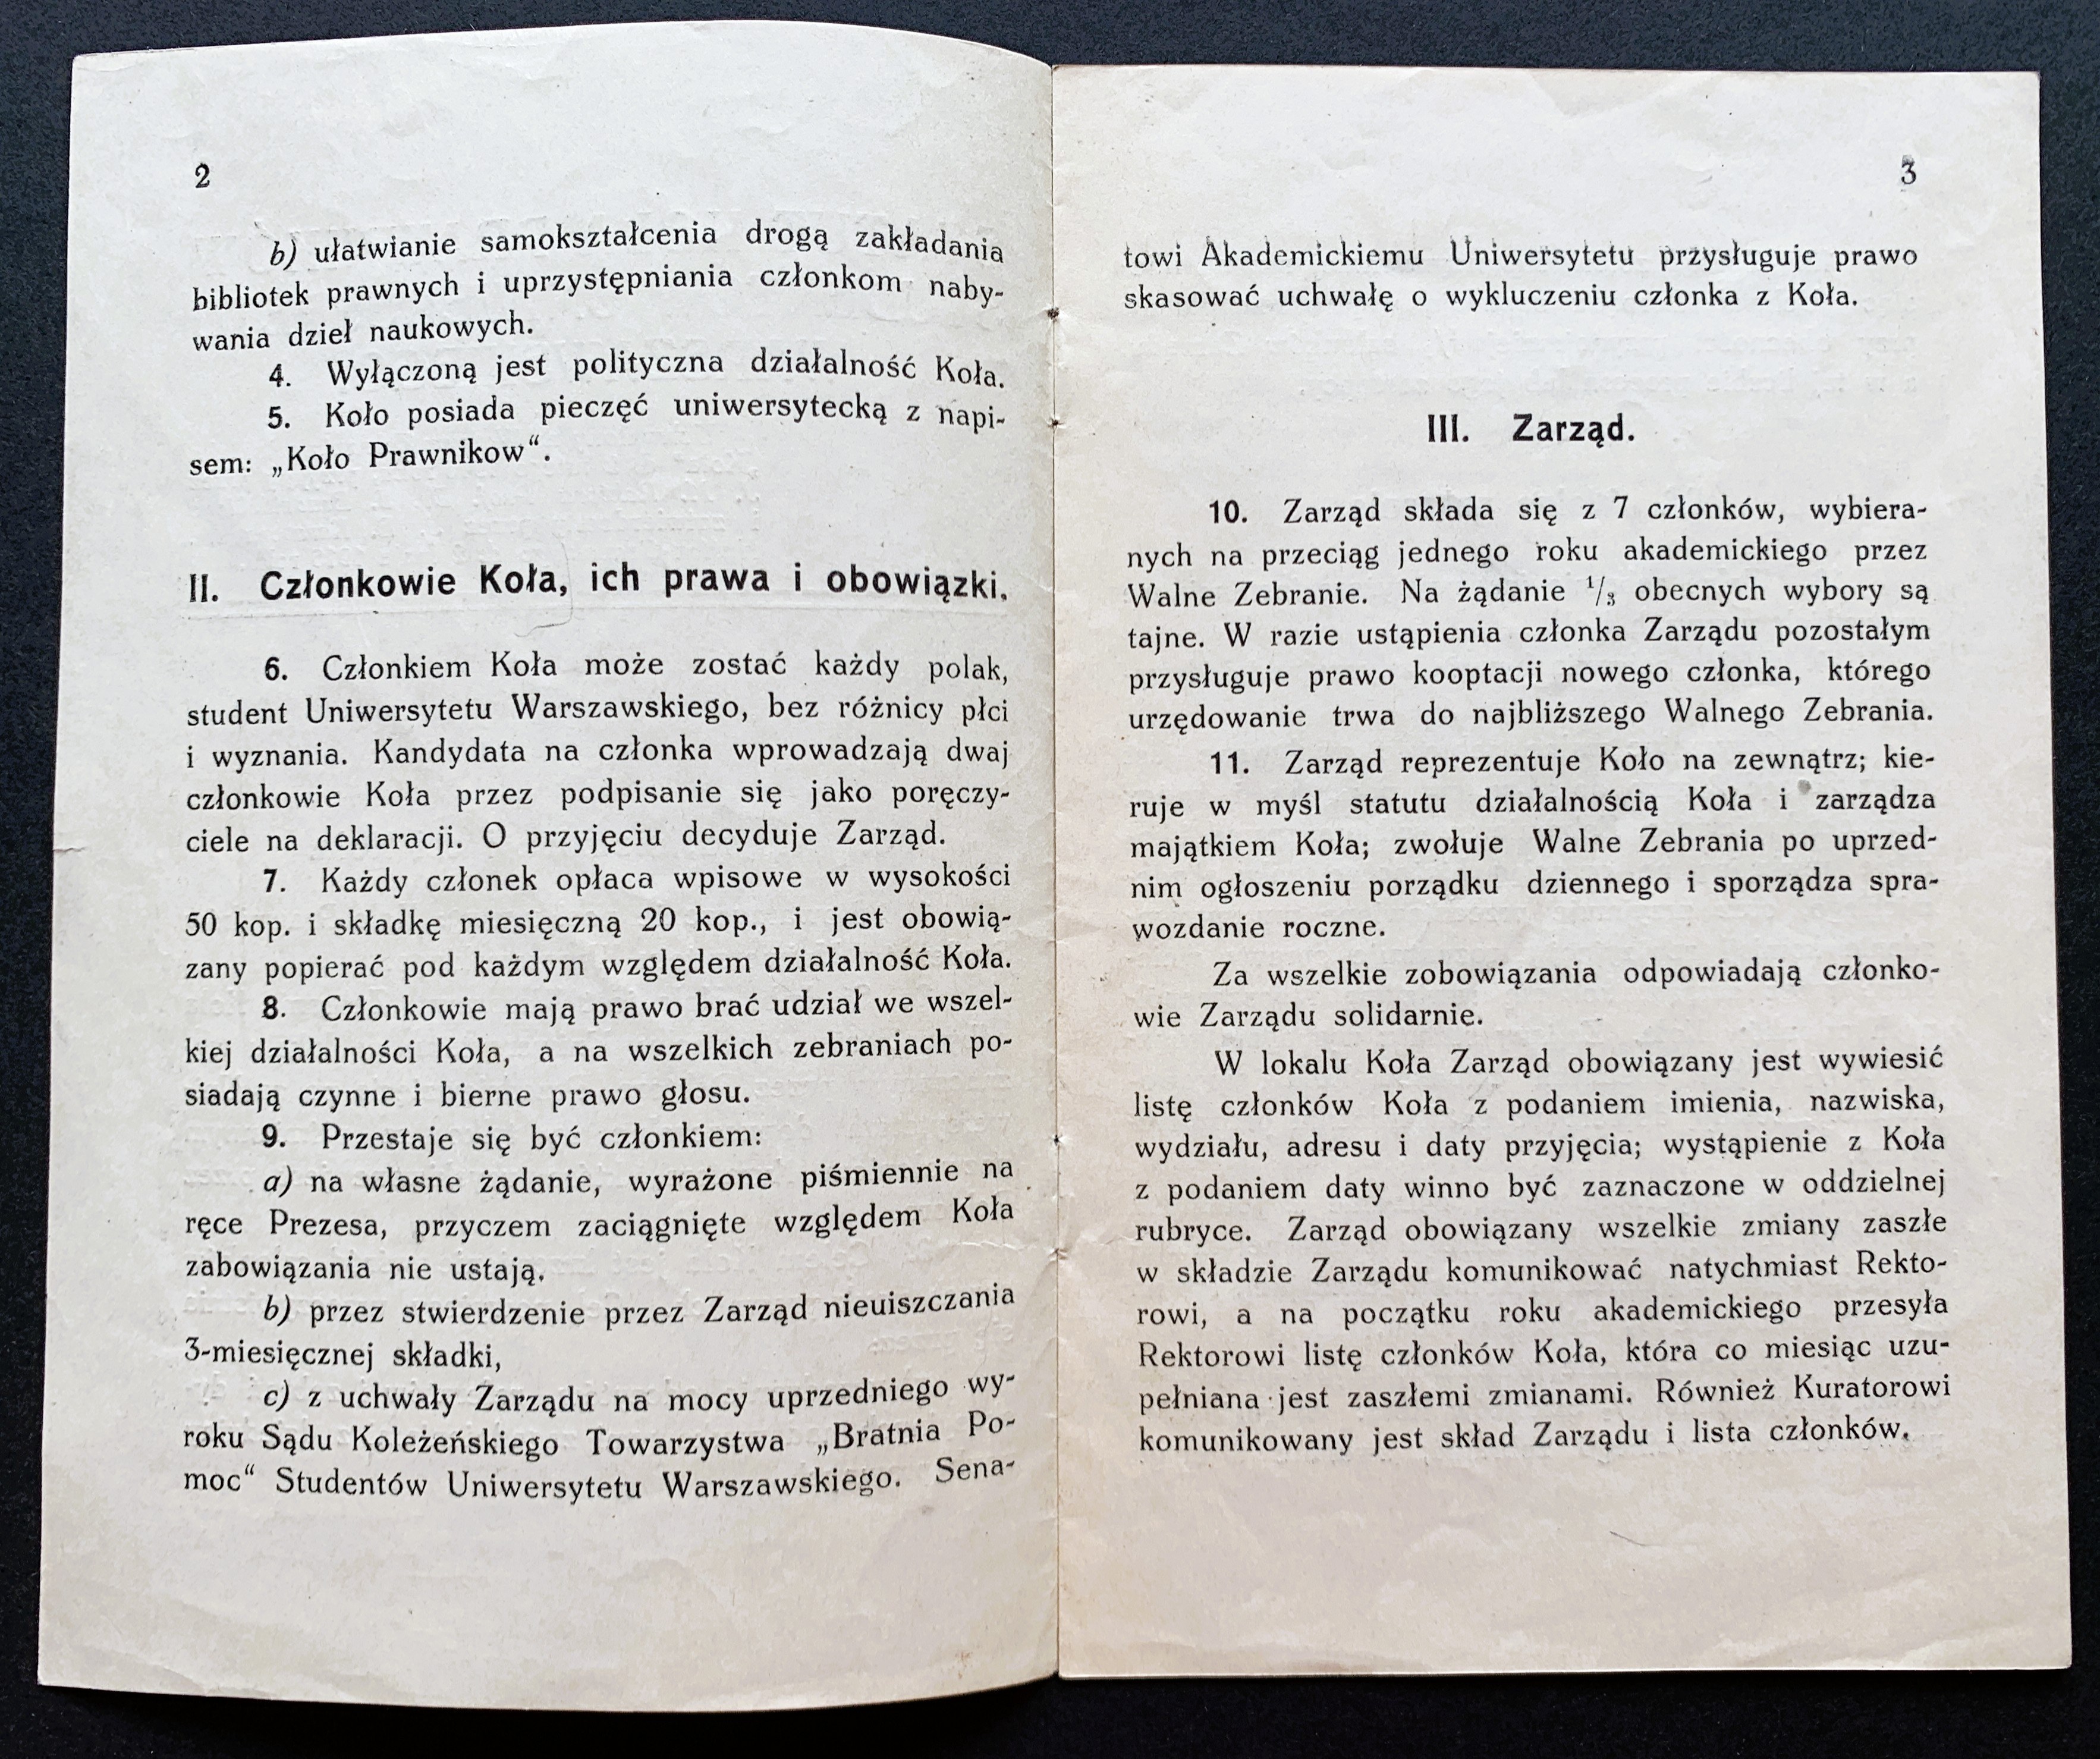 2
b) ułatwianie samokształcenia drogą zakładania
bibliotek prawnych i uprzystępniania członkom naby-
wania dzieł naukowych.
4. Wyłączoną jest polityczna działalność Koła.
5. Koło posiada pieczęć uniwersytecką z napi-
sem: „Koło Prawnikow“.
II. Członkowie Koła, ich prawa i obowiązki.
6. Członkiem Koła może zostać każdy polak,
student Uniwersytetu Warszawskiego, bez różnicy płci
i wyznania. Kandydata na członka wprowadzają dwaj
członkowie Koła przez podpisanie się jako poręczy-
ciele na deklaracji. O przyjęciu decyduje Zarząd.
7. Każdy członek opłaca wpisowe w wysokości
50 kop. i składkę miesięczną 20 kop., i jest obowią-
zany popierać pod każdym względem działalność Koła.
8. Członkowie mają prawo brać udział we wszel-
kiej działalności Koła, a na wszelkich zebraniach po-
siadają czynne i bierne prawo głosu.
9. Przestaje się być członkiem:
a) na własne żądanie, wyrażone piśmiennie na
ręce Prezesa, przyczem zaciągnięte względem Koła
zabowiązania nie ustają.
b) przez stwierdzenie przez Zarząd nieuiszczania
3-miesięcznej składki,
c) z uchwały Zarządu na mocy uprzedniego wy-
roku Sądu Koleżeńskiego Towarzystwa „Bratnia Po-
moc“ Studentów Uniwersytetu Warszawskiego. Sena-
3
towi Akademickiemu Uniwersytetu przysługuje prawo
skasować uchwałę o wykluczeniu członka z Koła.
III. Zarząd.
10. Zarząd składa się z 7 członków, wybiera-
nych na przeciąg jednego roku akademickiego przez
Walne Zebranie. Na żądanie 1/3 obecnych wybory są
tajne. W razie ustąpienia członka Zarządu pozostałym
przysługuje prawo kooptacji nowego członka, którego
urzędowanie trwa do najbliższego Walnego Zebrania.
11. Zarząd reprezentuje Koło na zewnątrz; kie-
ruje w myśl statutu działalnością Koła i zarządza
majątkiem Koła; zwołuje Walne Zebrania po uprzed-
nim ogłoszeniu porządku dziennego i sporządza spra-
wozdanie roczne.
Za wszelkie zobowiązania odpowiadają członko-
wie Zarządu solidarnie.
W lokalu Koła Zarząd obowiązany jest wywiesić
listę członków Koła z podaniem imienia, nazwiska,
wydziału, adresu i daty przyjęcia; wystąpienie z Koła
z podaniem daty winno być zaznaczone w oddzielnej
rubryce. Zarząd obowiązany wszelkie zmiany zaszłe
w składzie Zarządu komunikować natychmiast Rekto-
rowi, a na początku roku akademickiego przesyła
Rektorowi listę członków Koła, która co miesiąc uzu-
pełniana jest zaszłemi zmianami. Również Kuratorowi
komunikowany jest skład Zarządu i lista członków.